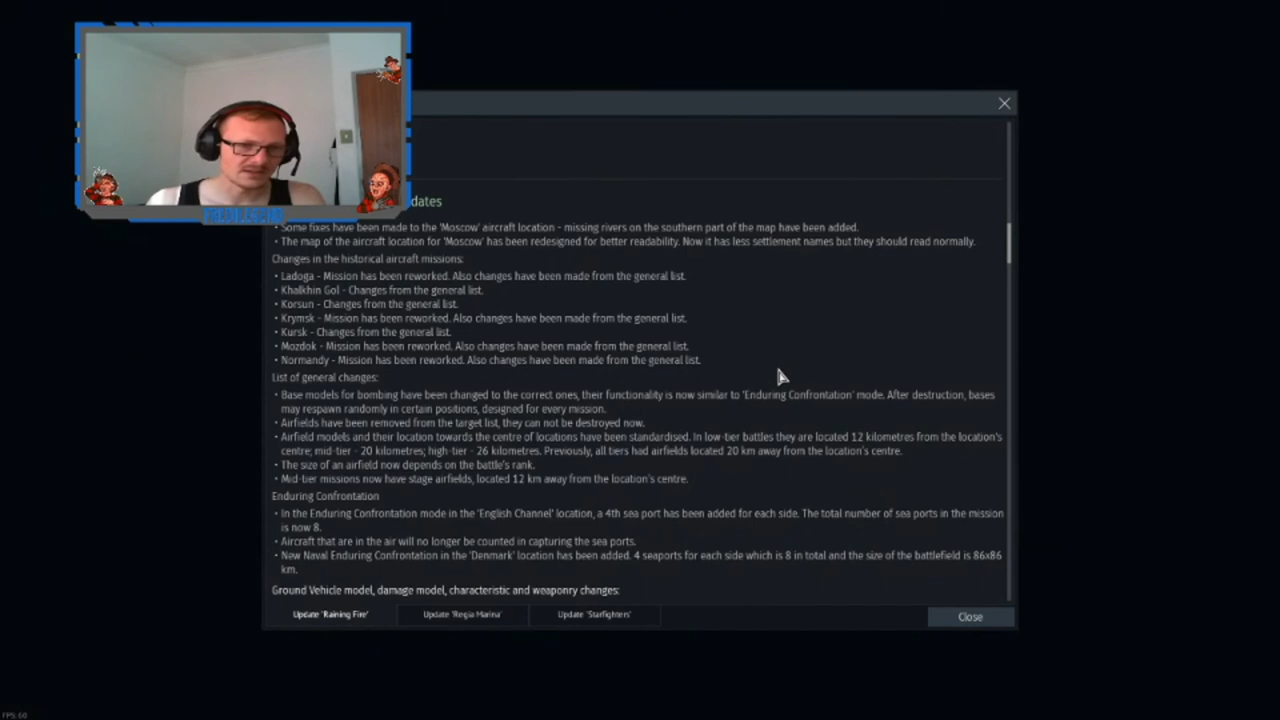 dates
• Some fixes have been made to the 'Moscow' aircraft location - missing rivers on the southern part of the map have been added.
• The map of the aircraft location for 'Moscow' has been redesigned for better readability. Now it has less settlement names but they should read normally.
Changes in the historical aircraft missions:
• Ladoga - Mission has been reworked. Also changes have been made from the general list.
• Khalkhin Gol - Changes from the general list.
• Korsun - Changes from the general list.
• Krymsk - Mission has been reworked. Also changes have been made from the general list.
• Kursk - Changes from the general list.
• Mozdok - Mission has been reworked. Also changes have been made from the general list.
• Normandy - Mission has been reworked. Also changes have been made from the general list.
List of general changes:
• Base models for bombing have been changed to the correct ones, their functionality is now similar to 'Enduring Confrontation' mode. After destruction, bases
may respawn randomly in certain positions, designed for every mission.
• Airfields have been removed from the target list, they can not be destroyed now.
• Airfield models and their location towards the centre of locations have been standardised. In low-tier battles they are located 12 kilometres from the location's
centre; mid-tier - 20 kilometres; high-tier - 26 kilometres. Previously, all tiers had airfields located 20 km away from the location's centre.
• The size of an airfield now depends on the battle's rank.
• Mid-tier missions now have stage airfields, located 12 km away from the location's centre.
Enduring Confrontation
• In the Enduring Confrontation mode in the 'English Channel' location, a 4th sea port has been added for each side. The total number of sea ports in the mission
is now 8.
• Aircraft that are in the air will no longer be counted in capturing the sea ports.
• New Naval Enduring Confrontation in the 'Denmark' location has been added. 4 seaports for each side which is 8 in total and the size of the battlefield is 86x86
km.
Ground Vehicle model, damage model, characteristic and weaponry changes:
Update 'Raining Fire' Update 'Regia Marina' Update 'Starfighters' Close
FPS: 60